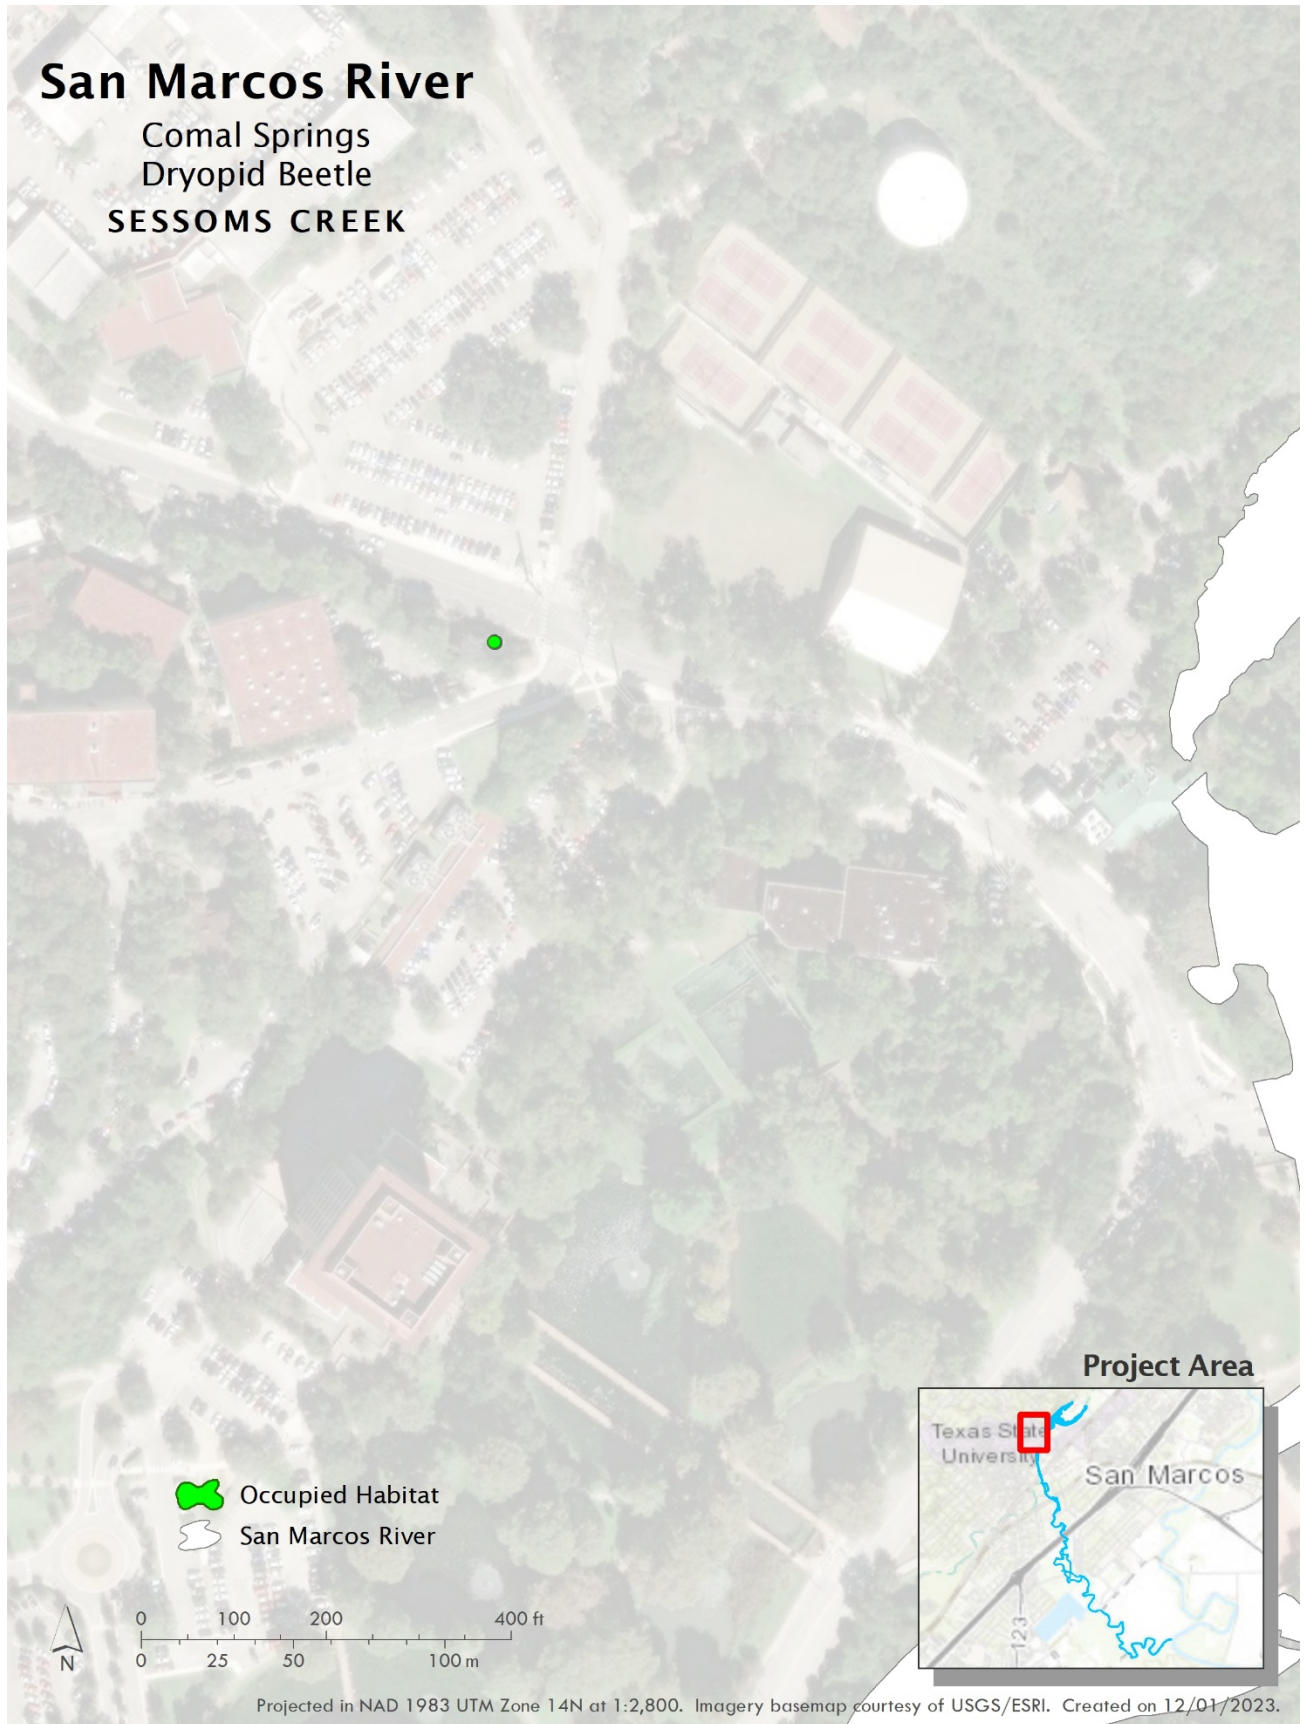 San Marcos River
Comal Springs
Dryopid Beetle
SESSOMS CREEK
Project Area
Texas State
University
San Marcos
123
Occupied Habitat
San Marcos River
0 100 200 400 ft
0 25 50 100 m
N
Projected in NAD 1983 UTM Zone 14N at 1:2,800. Imagery basemap courtesy of USGS/ESRI. Created on 12/01/2023.